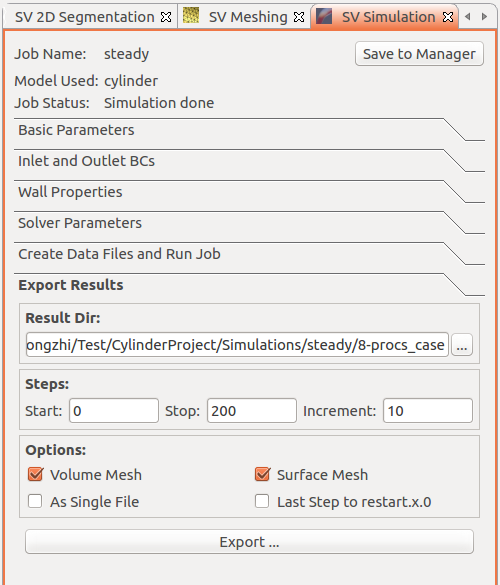 SV 2D Segmentation SV Meshing SV Simulation
Job Name: steady Save to Manager
Model Used: cylinder
Job Status: Simulation done
Basic Parameters
Inlet and Outlet BCs
Wall Properties
Solver Parameters
Create Data Files and Run Job
Export Results
Result Dir:
ongzhi/Test/CylinderProject/Simulations/steady/8-procs_case ...
Steps:
Start: 0 Stop: 200 Increment: 10
Options:
Volume Mesh Surface Mesh
As Single File Last Step to restart.x.0
Export ...